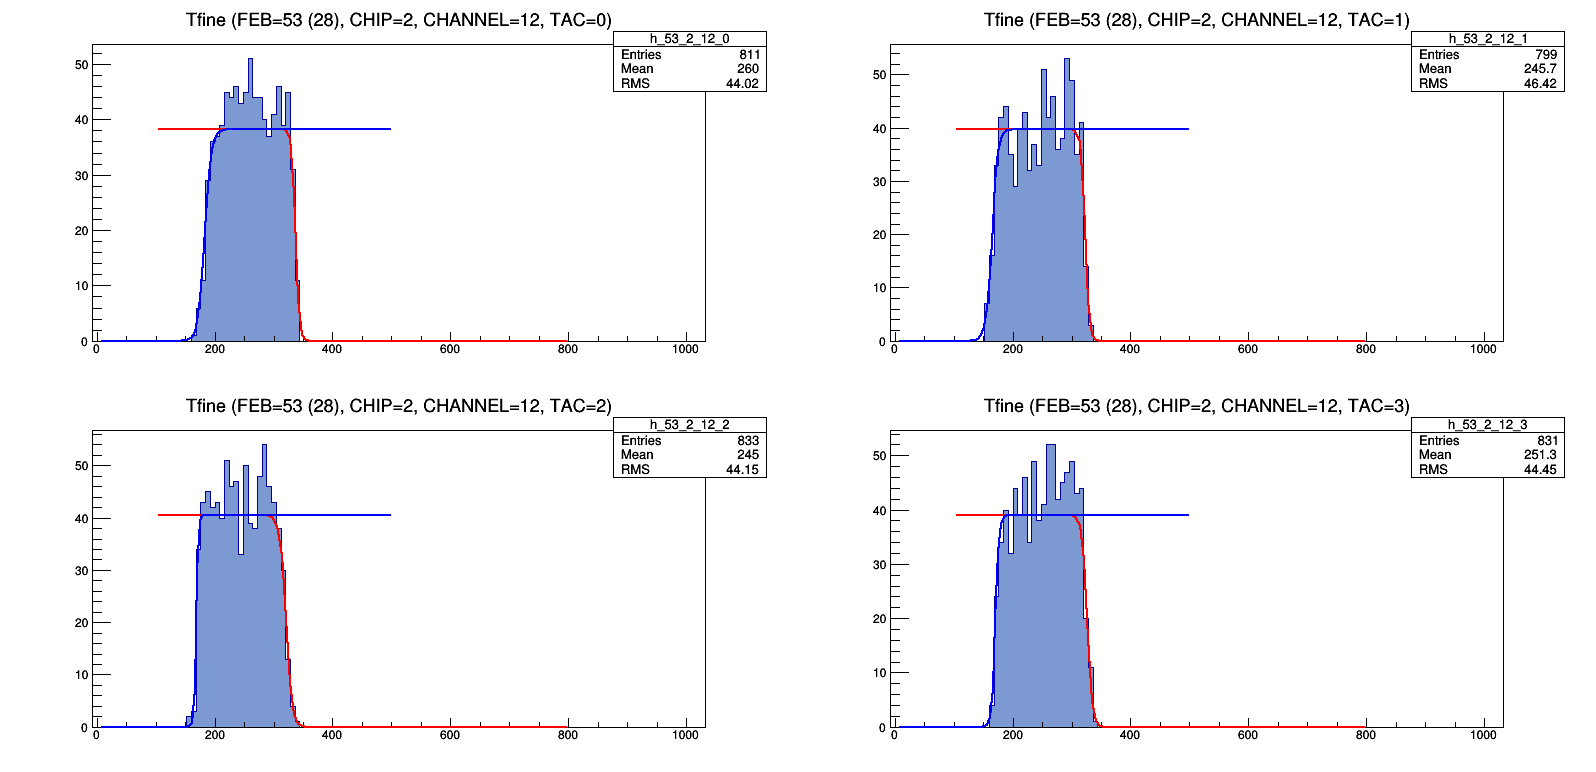 Tfine (FEB=53 (28), CHIP=2, CHANNEL=12, TAC=0)
h_53_2_12_0
Entries 811
Mean 260
RMS 44.02
50
40
30
20
10
0
0 200 400 600 800 1000
Tfine (FEB=53 (28), CHIP=2, CHANNEL=12, TAC=1)
h_53_2_12_1
Entries 799
Mean 245.7
RMS 46.42
50
40
30
20
10
0
0 200 400 600 800 1000
Tfine (FEB=53 (28), CHIP=2, CHANNEL=12, TAC=2)
h_53_2_12_2
Entries 833
Mean 245
RMS 44.15
50
40
30
20
10
0
0 200 400 600 800 1000
Tfine (FEB=53 (28), CHIP=2, CHANNEL=12, TAC=3)
h_53_2_12_3
Entries 831
Mean 251.3
RMS 44.45
50
40
30
20
10
0
0 200 400 600 800 1000